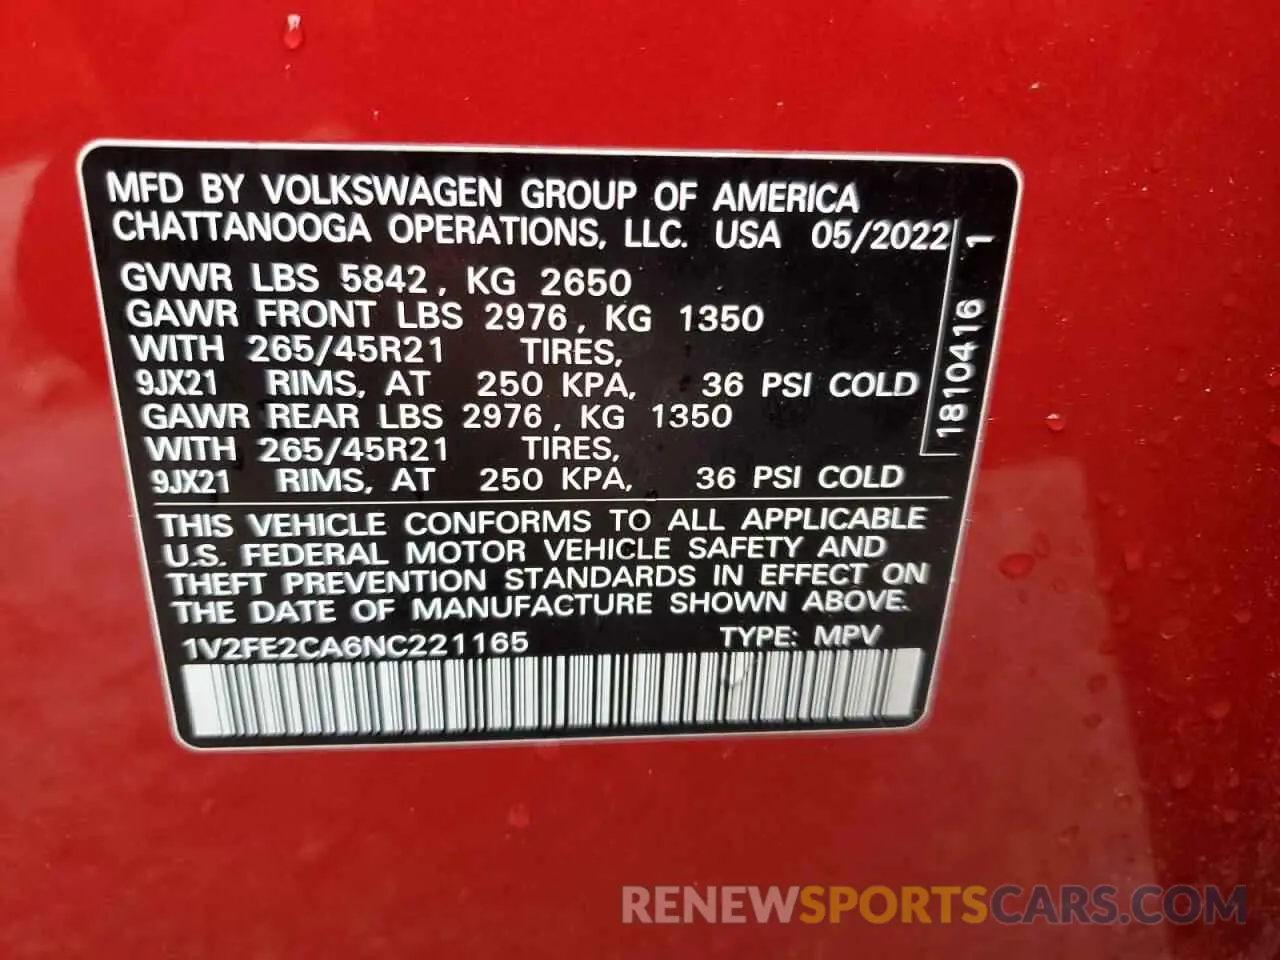 MFD BY VOLKSWAGEN GROUP OF AMERICA
CHATTANOOGA OPERATIONS, LLC. USA 05/2022
GVWR LBS 5842, KG 2650
GAWR FRONT LBS 2976, KG 1350
WITH 265/45R21 TIRES,
9JX21 RIMS, AT 250 KPA, 36 PSI COLD
GAWR REAR LBS 2976, KG 1350
WITH 265/45R21 TIRES,
9JX21 RIMS, AT 250 KPA, 36 PSI COLD
1810416 1
THIS VEHICLE CONFORMS TO ALL APPLICABLE
U.S. FEDERAL MOTOR VEHICLE SAFETY AND
THEFT PREVENTION STANDARDS IN EFFECT ON
THE DATE OF MANUFACTURE SHOWN ABOVE.
1V2FE2CA6NC221165 TYPE: MPV
RENEWSPORTSCARS.COM